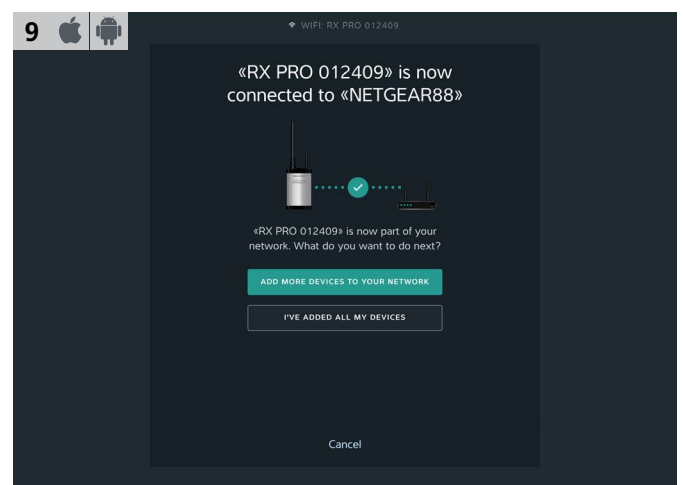 9
WIFI: RX PRO 012409
«RX PRO 012409» is now
connected to «NETGEAR88»
«RX PRO 012409» is now part of your
network. What do you want to do next?
ADD MORE DEVICES TO YOUR NETWORK
I'VE ADDED ALL MY DEVICES
Cancel